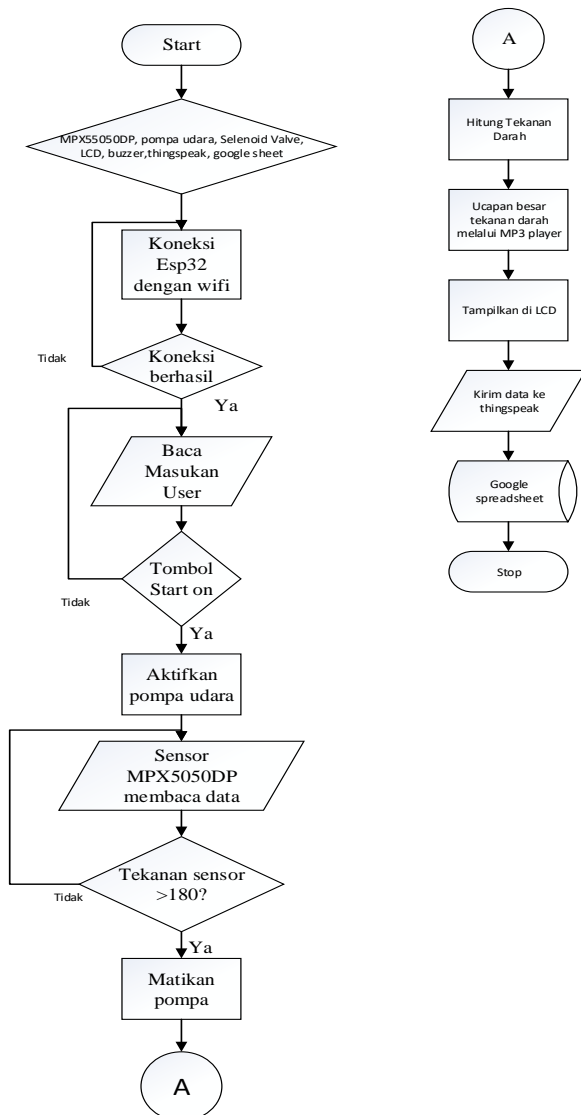 Start
MPX55050DP, pompa udara, Selenoid Valve,
LCD, buzzer,thingspeak, google sheet
Koneksi
Esp32
dengan wifi
Koneksi
berhasil
Tidak
Ya
Baca
Masukan
User
Tombol
Start on
Tidak
Ya
Aktifkan
pompa udara
Sensor
MPX5050DP
membaca data
Tekanan sensor
>180?
Tidak
Ya
Matikan
pompa
A
A
Hitung Tekanan
Darah
Ucapan besar
tekanan darah
melalui MP3 player
Tampilkan di LCD
Kirim data ke
thingspeak
Google
spreadsheet
Stop